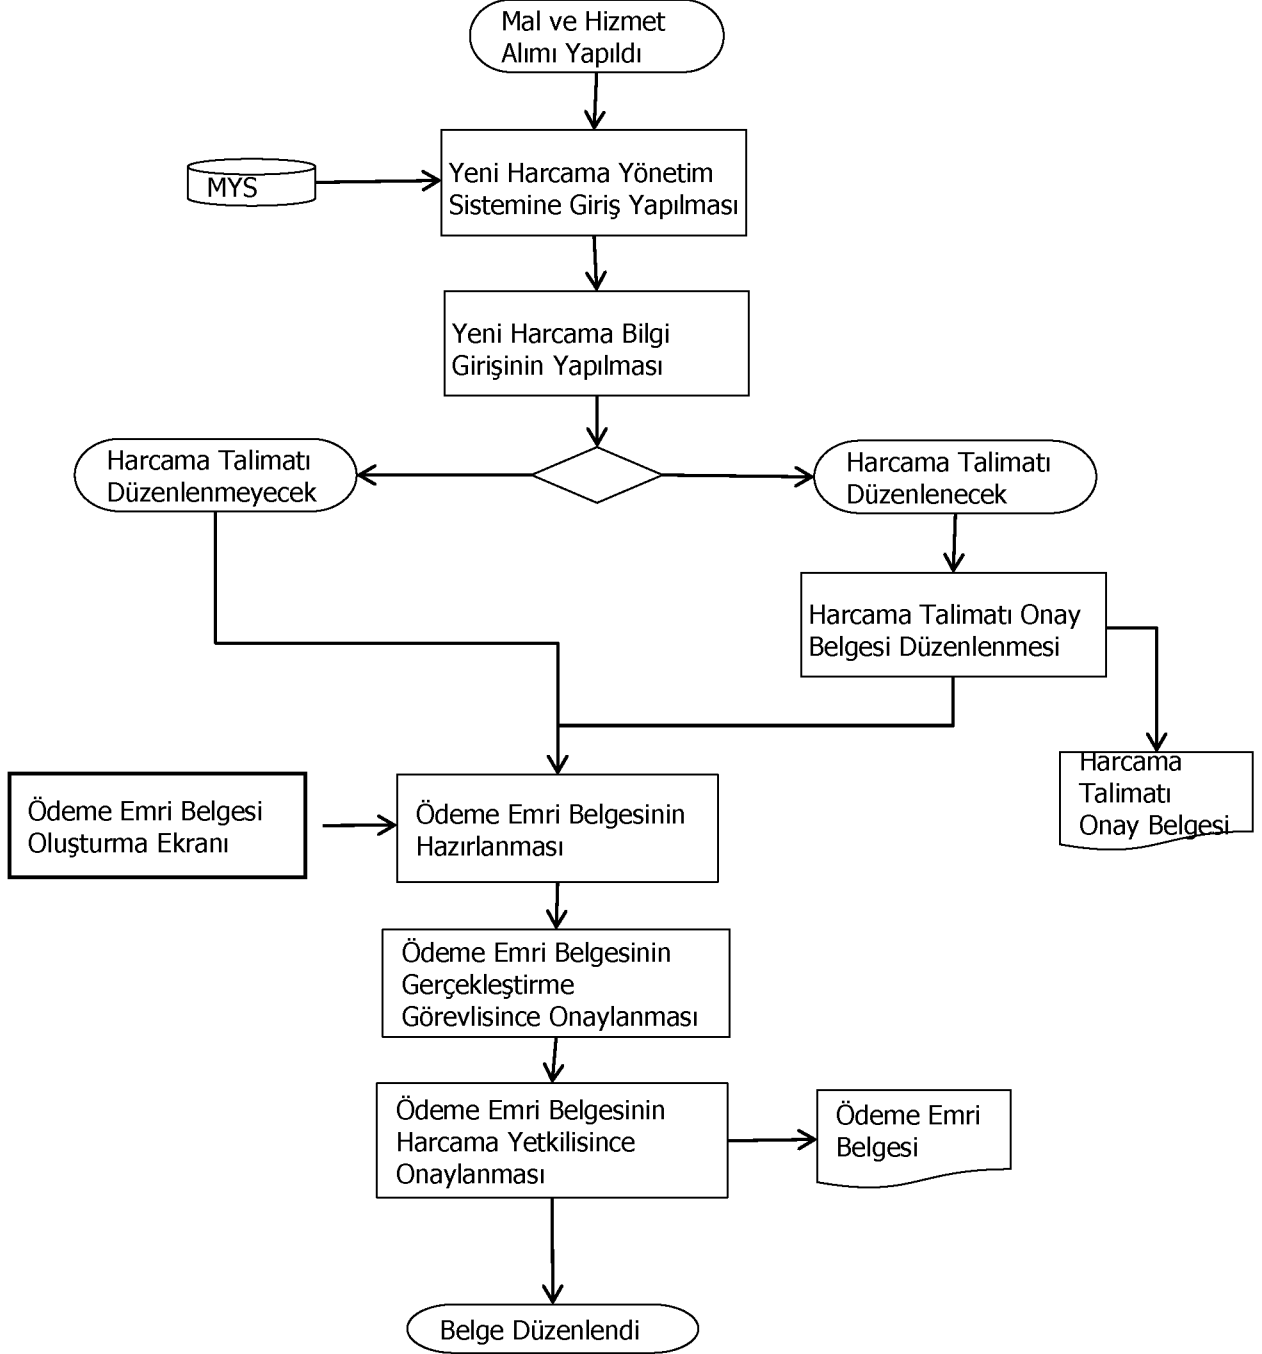 Mal ve Hizmet
Alımı Yapıldı
MYS
Yeni Harcama Yönetim
Sistemine Giriş Yapılması
Yeni Harcama Bilgi
Girişinin Yapılması
Harcama Talimatı
Düzenlenmeyecek
Harcama Talimatı
Düzenlenecek
Harcama Talimatı Onay
Belgesi Düzenlenmesi
Harcama
Talimatı
Onay Belgesi
Ödeme Emri Belgesi
Oluşturma Ekranı
Ödeme Emri Belgesinin
Hazırlanması
Ödeme Emri Belgesinin
Gerçekleştirme
Görevlisince Onaylanması
Ödeme Emri Belgesinin
Harcama Yetkilisince
Onaylanması
Ödeme Emri
Belgesi
Belge Düzenlendi